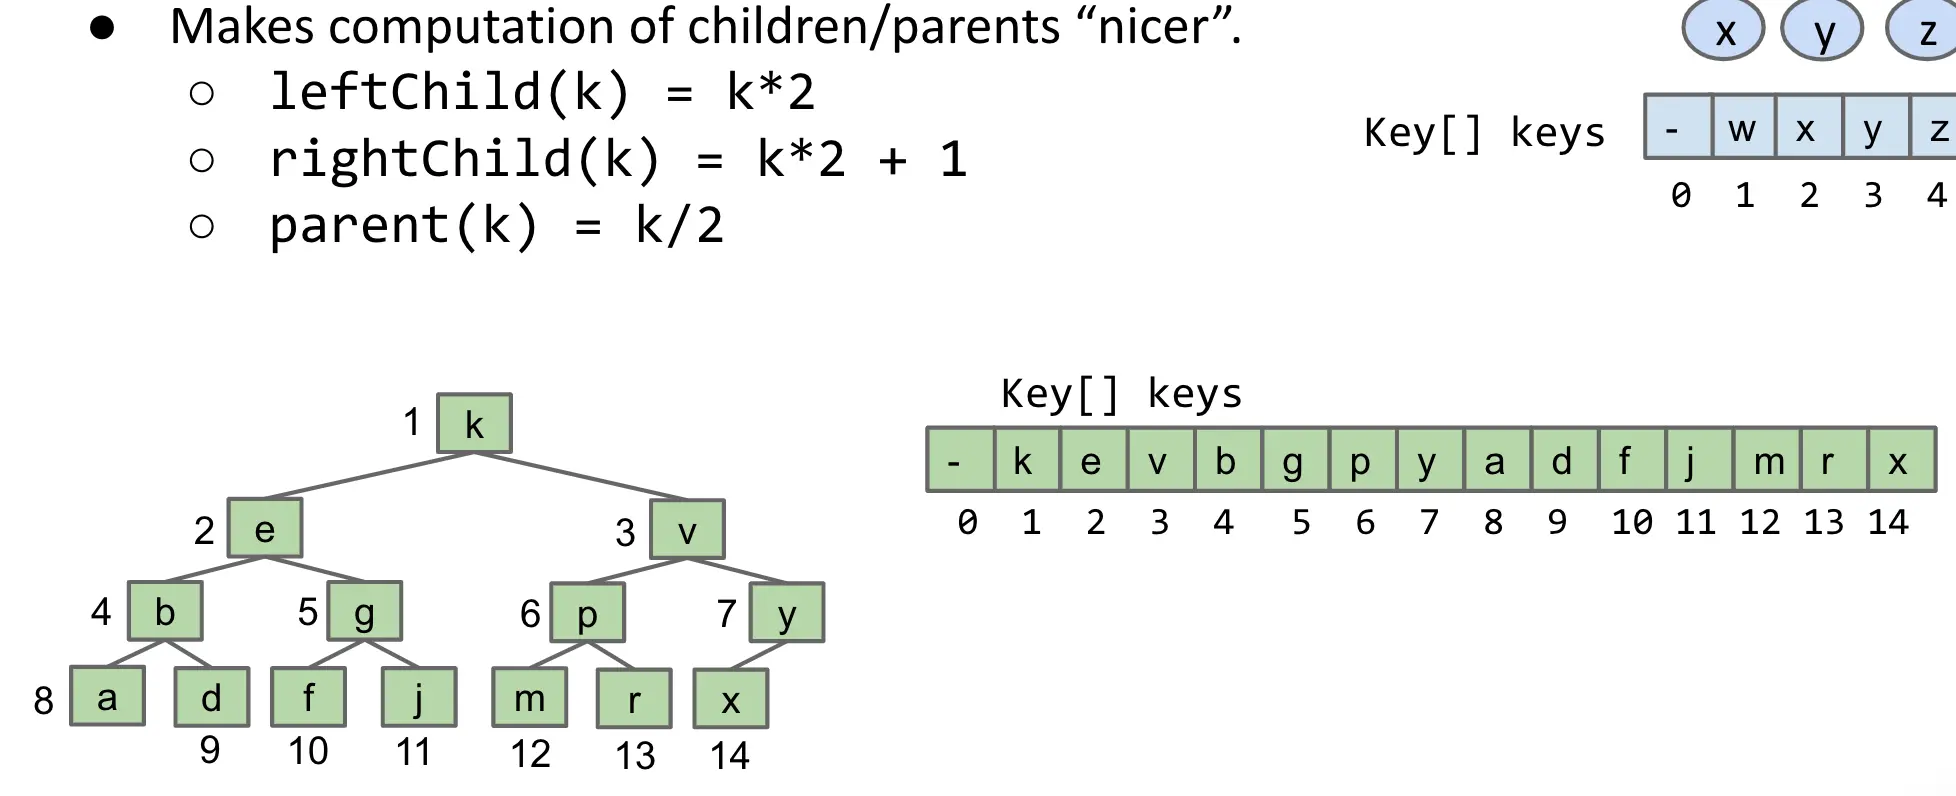 ● Makes computation of children/parents “nicer”.
○ leftChild(k) = k*2
○ rightChild(k) = k*2 + 1
○ parent(k) = k/2
x y z
Key[] keys - w x y z
0 1 2 3 4
Key[] keys
- k e v b g p y a d f j m r x
0 1 2 3 4 5 6 7 8 9 10 11 12 13 14
1 k
2 e 3 v
4 b 5 g 6 p 7 y
8 a d f j m r x
9 10 11 12 13 14